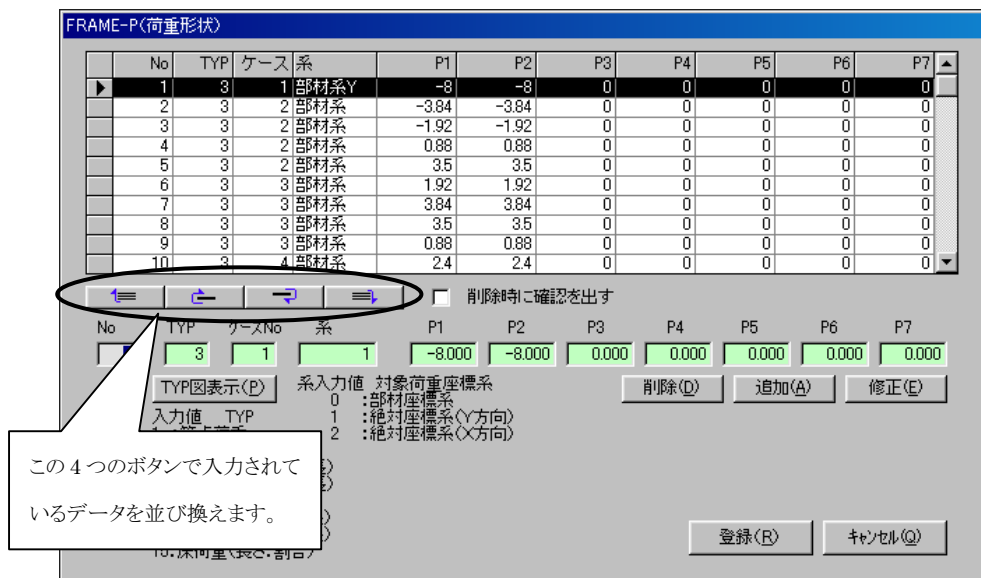 FRAME-P(荷重形状)
No TYP ケース 系 P1 P2 P3 P4 P5 P6 P7
1 3 1 部材系Y -8 -8 0 0 0 0 0
2 3 2 部材系 -3.84 -3.84 0 0 0 0 0
3 3 2 部材系 -1.92 -1.92 0 0 0 0 0
4 3 2 部材系 0.88 0.88 0 0 0 0 0
5 3 2 部材系 3.5 3.5 0 0 0 0 0
6 3 3 部材系 1.92 1.92 0 0 0 0 0
7 3 3 部材系 3.84 3.84 0 0 0 0 0
8 3 3 部材系 3.5 3.5 0 0 0 0 0
9 3 3 部材系 0.88 0.88 0 0 0 0 0
10 3 4 部材系 2.4 2.4 0 0 0 0 0
削除時に確認を出す
No TYP ケースNo 系 P1 P2 P3 P4 P5 P6 P7
3 1 1 -8.000 -8.000 0.000 0.000 0.000 0.000 0.000
TYP図表示(P) 系入力値 対象荷重座標系 削除(D) 追加(A) 修正(E)
0 :部材座標系
入力値 TYP 1 :絶対座標系(Y方向)
2 :絶対座標系(X方向)
この4つのボタンで入力されて
いるデータを並び換えます。
登録(R) キャンセル(Q)